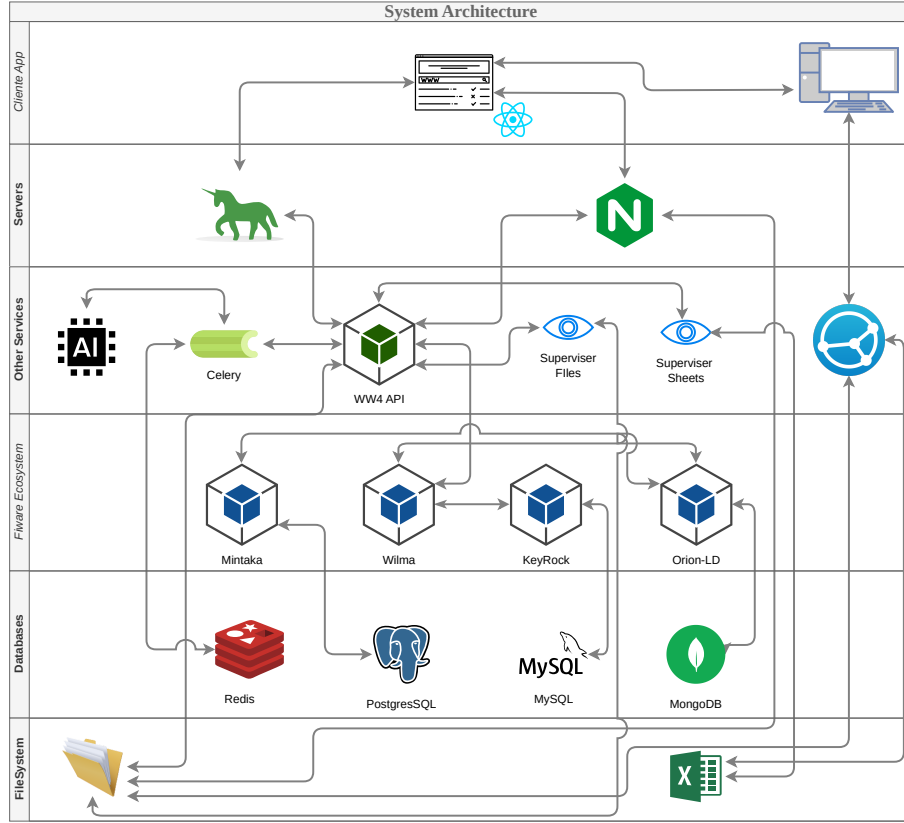 System Architecture
Cliente App
WWW
Servers
N
Other Services
AI
Celery
WW4 API
Superviser
FIles
Superviser
Sheets
Fiware Ecosystem
Mintaka
Wilma
KeyRock
Orion-LD
Databases
Redis
PostgresSQL
MySQL
MySQL
MongoDB
FileSystem
X